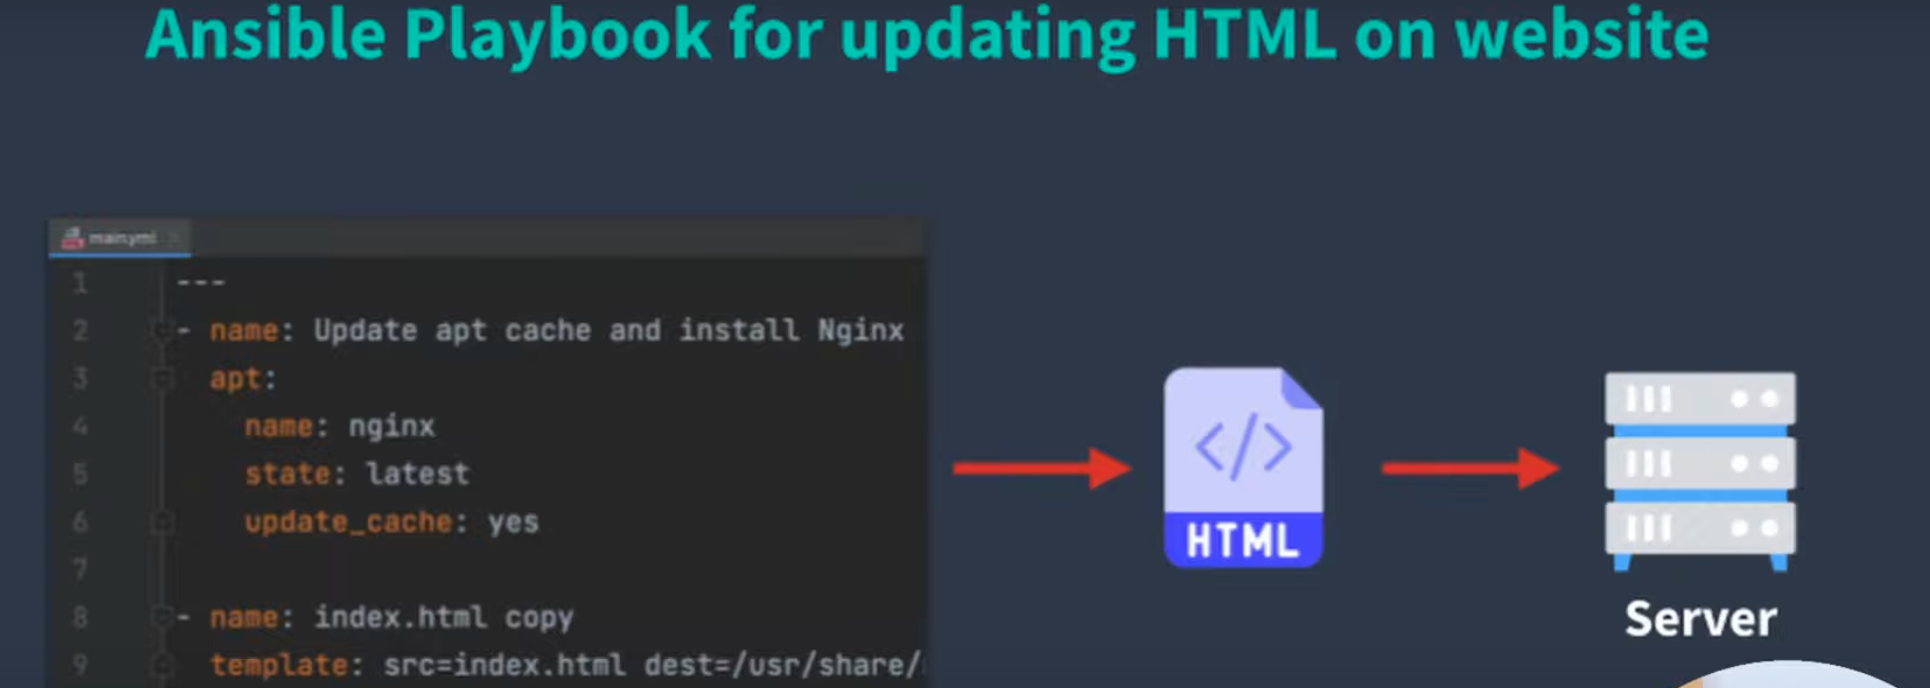 Ansible Playbook for updating HTML on website
main.yml
1 ---
2 - name: Update apt cache and install Nginx
3 apt:
4 name: nginx
5 state: latest
6 update_cache: yes
7
8 - name: index.html copy
9 template: src=index.html dest=/usr/share/
HTML
Server